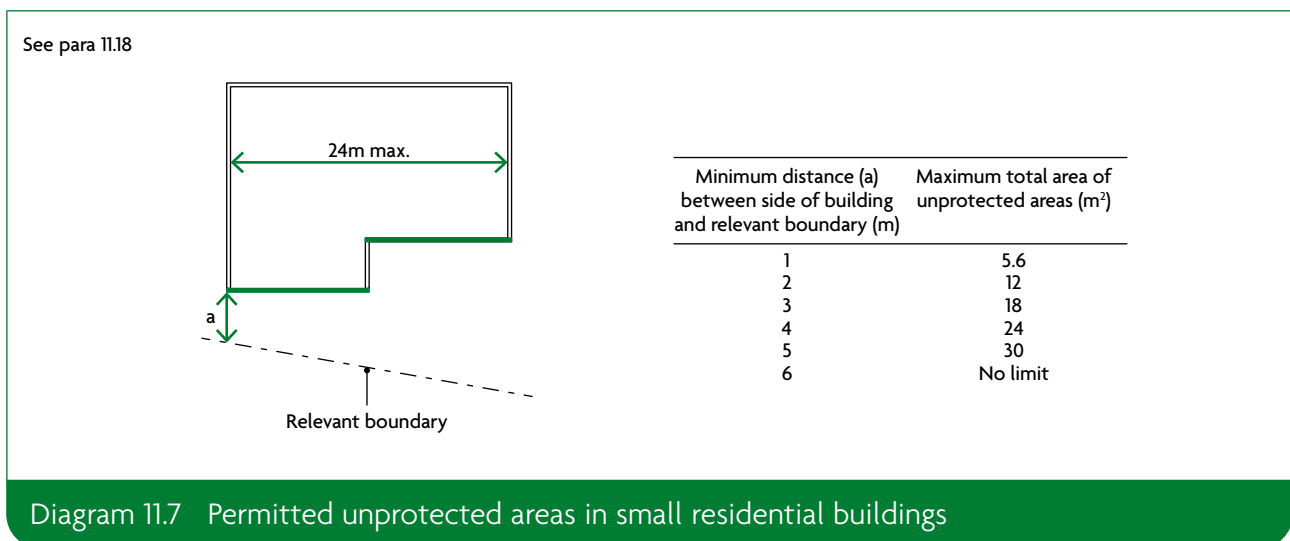 See para 11.18
24m max.
a
Relevant boundary
Minimum distance (a) between side of building and relevant boundary (m)
Maximum total area of unprotected areas (m²)
1 5.6
2 12
3 18
4 24
5 30
6 No limit
Diagram 11.7 Permitted unprotected areas in small residential buildings